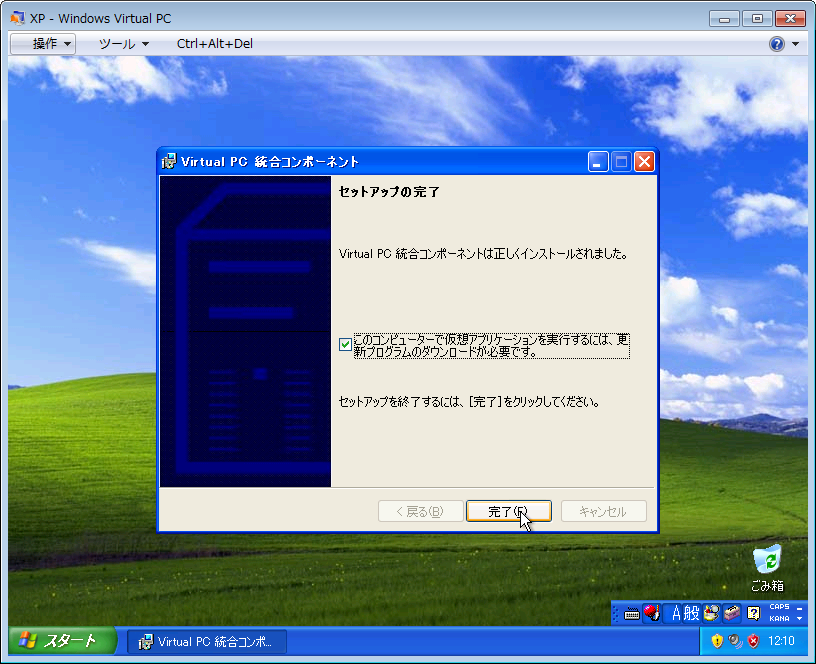 XP - Windows Virtual PC
操作 ツール Ctrl+Alt+Del
Virtual PC 統合コンポーネント
セットアップの完了
Virtual PC 統合コンポーネントは正しくインストールされました。
このコンピューターで仮想アプリケーションを実行するには、更
新プログラムのダウンロードが必要です。
セットアップを終了するには、[完了]をクリックしてください。
< 戻る(B) 完了(F) キャンセル
ごみ箱
A 般 CAPS
KANA
スタート Virtual PC 統合コンポ... 12:10